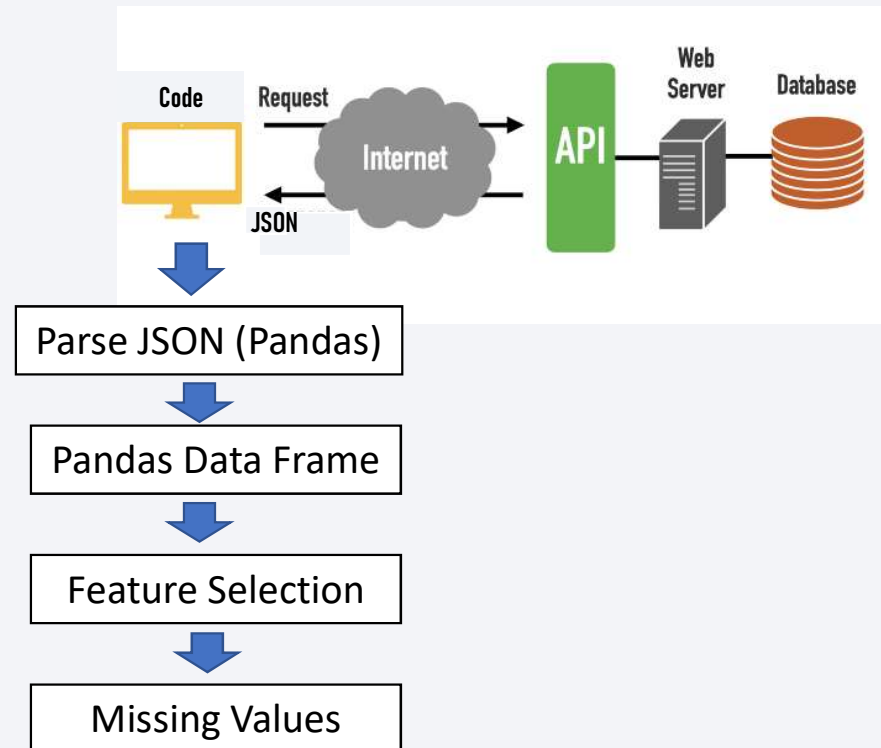 Code
Request
Internet
JSON
API
Web
Server
Database
Parse JSON (Pandas)
Pandas Data Frame
Feature Selection
Missing Values